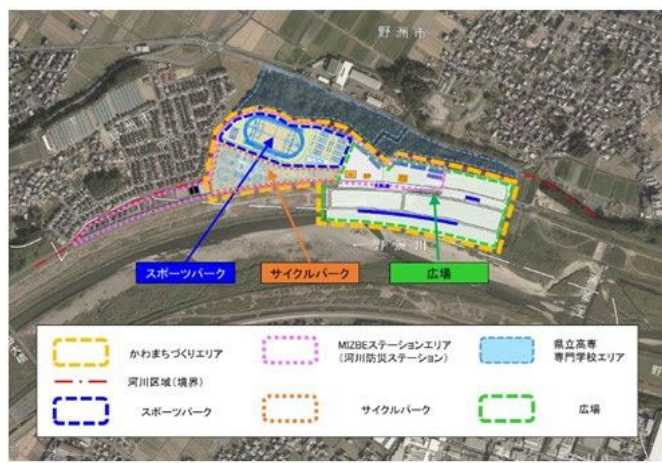 野洲市
野洲川
スポーツパーク
サイクルパーク
広場
かわまちづくりエリア
MIZBEステーションエリア
(河川防災ステーション)
県立高専
専門学校エリア
河川区域(境界)
スポーツパーク
サイクルパーク
広場